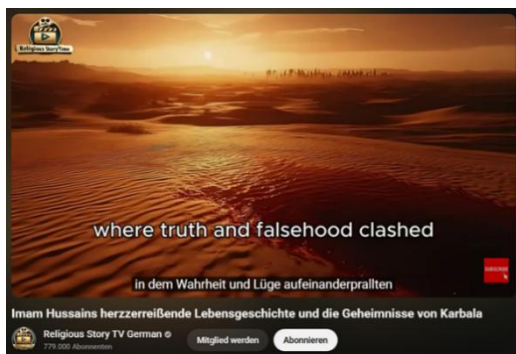 Religious StoryTime
where truth and falsehood clashed
SUBSCRIBE
in dem Wahrheit und Lüge aufeinanderprallten
Imam Hussains herzzerreißende Lebensgeschichte und die Geheimnisse von Karbala
Religious Story TV German
779.000 Abonnenten
Mitglied werden
Abonnieren